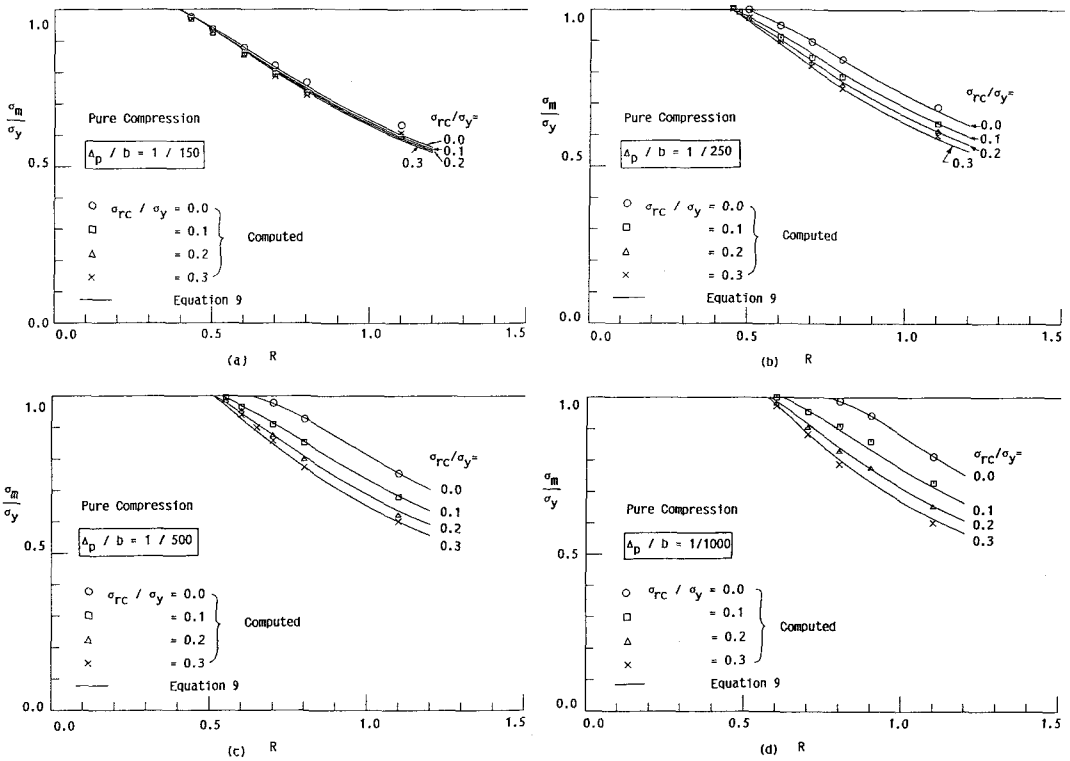 1.0
σm
σy
0.5
0.0
Pure Compression
Δp / b = 1 / 150
σrc / σy = 0.0
= 0.1
= 0.2
= 0.3
Computed
Equation 9
σrc/σy=
0.0
0.1
0.2
0.3
0.0 0.5 1.0 1.5
(a) R
1.0
σm
σy
0.5
0.0
Pure Compression
Δp / b = 1 / 250
σrc / σy = 0.0
= 0.1
= 0.2
= 0.3
Computed
Equation 9
σrc/σy=
0.0
0.1
0.2
0.3
0.0 0.5 1.0 1.5
(b) R
1.0
σm
σy
0.5
0.0
Pure Compression
Δp / b = 1 / 500
σrc / σy = 0.0
= 0.1
= 0.2
= 0.3
Computed
Equation 9
σrc/σy=
0.0
0.1
0.2
0.3
0.0 0.5 1.0 1.5
(c) R
1.0
σm
σy
0.5
0.0
Pure Compression
Δp / b = 1/1000
σrc / σy = 0.0
= 0.1
= 0.2
= 0.3
Computed
Equation 9
σrc/σy=
0.0
0.1
0.2
0.3
0.0 0.5 1.0 1.5
(d) R